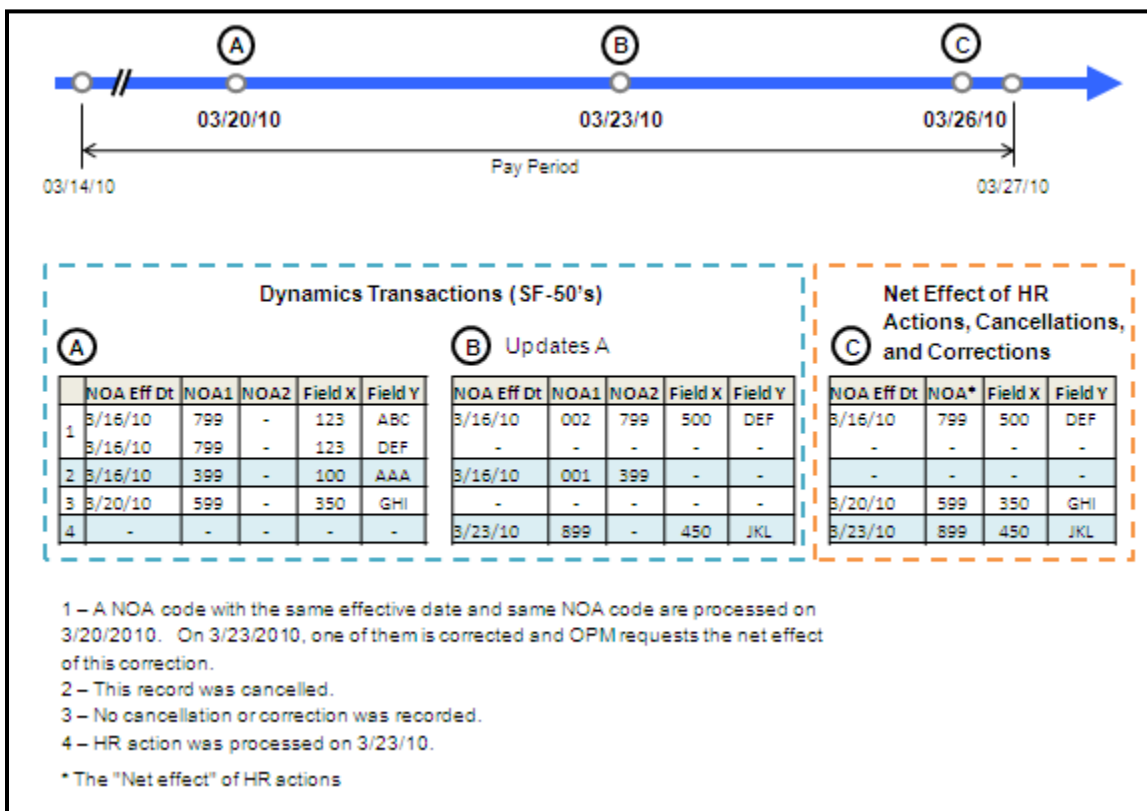 A B C
03/20/10 03/23/10 03/26/10
Pay Period
03/14/10 03/27/10
Dynamics Transactions (SF-50's)
A
NOA Eff Dt NOA1 NOA2 Field X Field Y
1 3/16/10 799 - 123 ABC
3/16/10 799 - 123 DEF
2 3/16/10 399 - 100 AAA
3 3/20/10 599 - 350 GHI
4 - - - - -
B Updates A
NOA Eff Dt NOA1 NOA2 Field X Field Y
3/16/10 002 799 500 DEF
- - - - -
3/16/10 001 399 - -
- - - - -
3/23/10 899 - 450 JKL
Net Effect of HR
Actions, Cancellations,
C and Corrections
NOA Eff Dt NOA* Field X Field Y
3/16/10 799 500 DEF
- - - -
- - - -
3/20/10 599 350 GHI
3/23/10 899 450 JKL
1 – A NOA code with the same effective date and same NOA code are processed on
3/20/2010. On 3/23/2010, one of them is corrected and OPM requests the net effect
of this correction.
2 – This record was cancelled.
3 – No cancellation or correction was recorded.
4 – HR action was processed on 3/23/10.
* The "Net effect" of HR actions